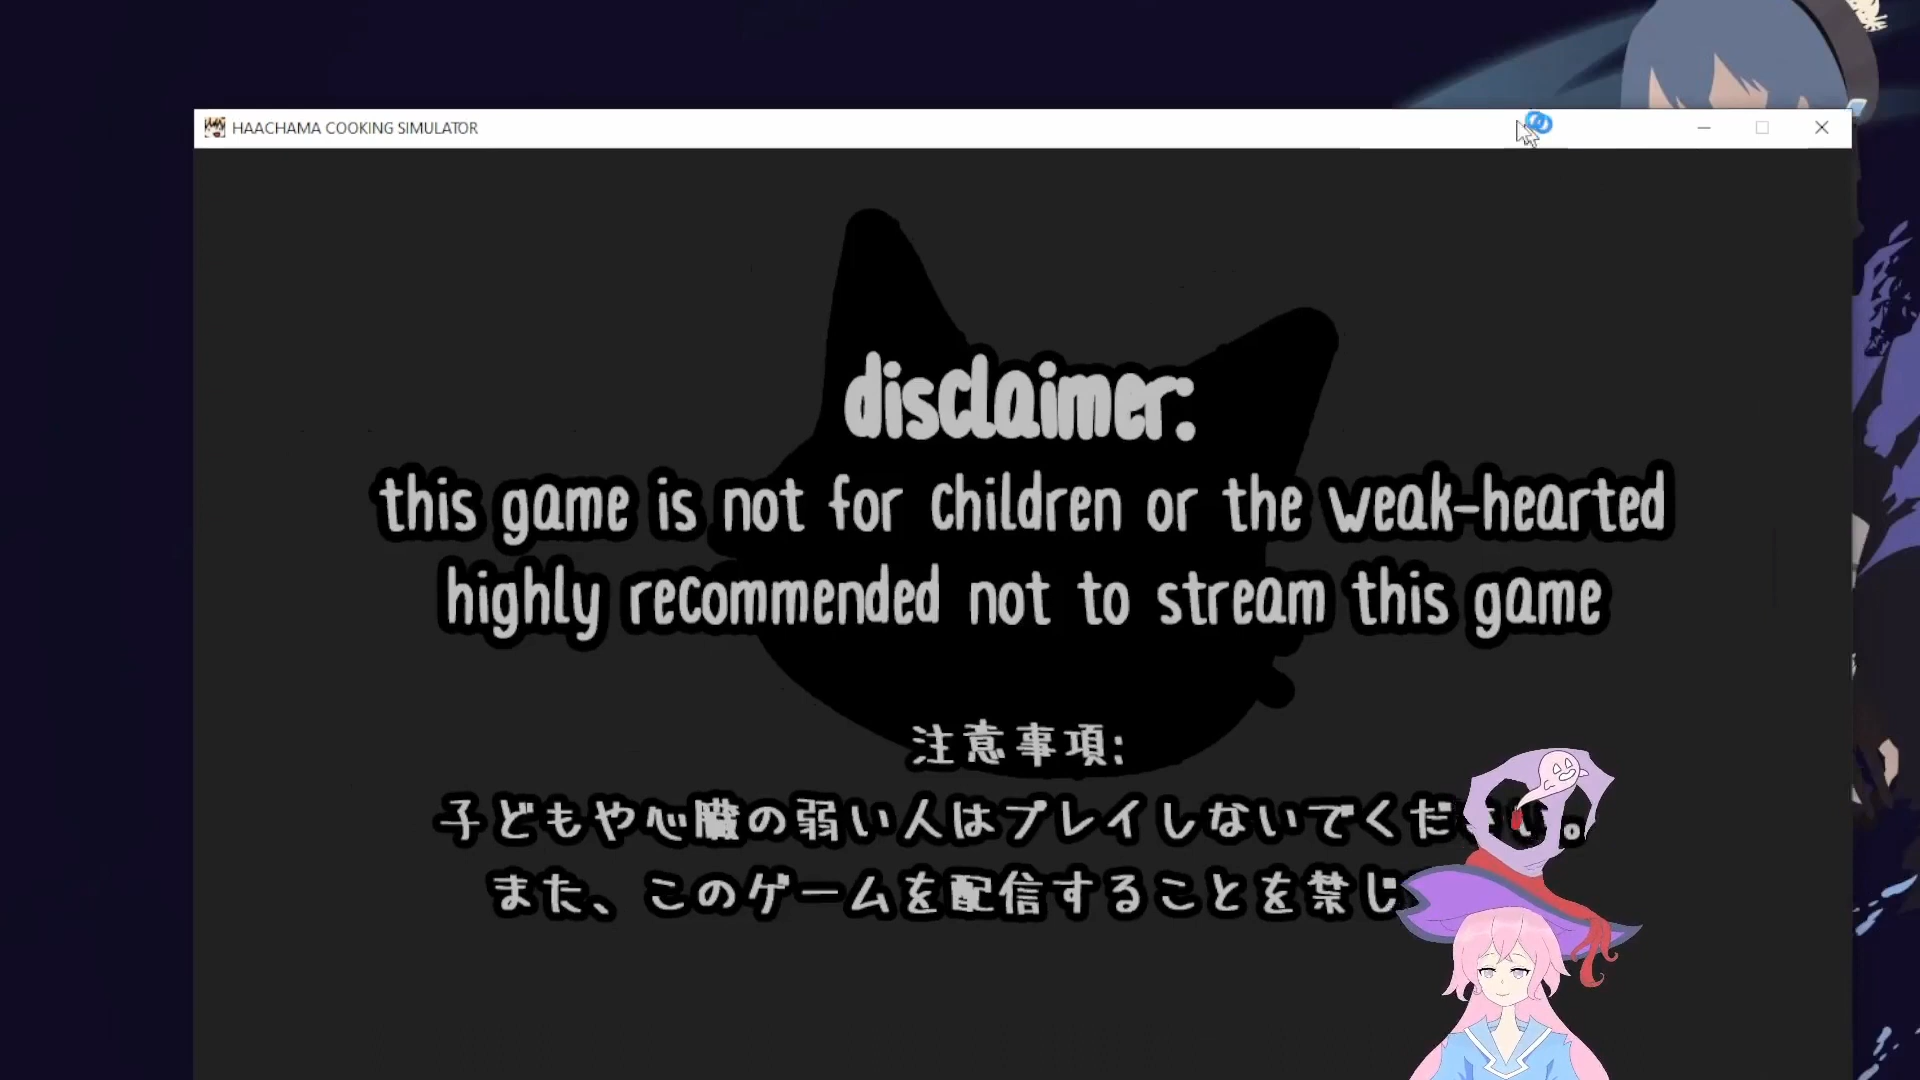 HAACHAMA COOKING SIMULATOR
disclaimer:
this game is not for children or the weak-hearted
highly recommended not to stream this game
注意事項:
子どもや心臓の弱い人はプレイしないでください。
また、このゲームを配信することを禁じ